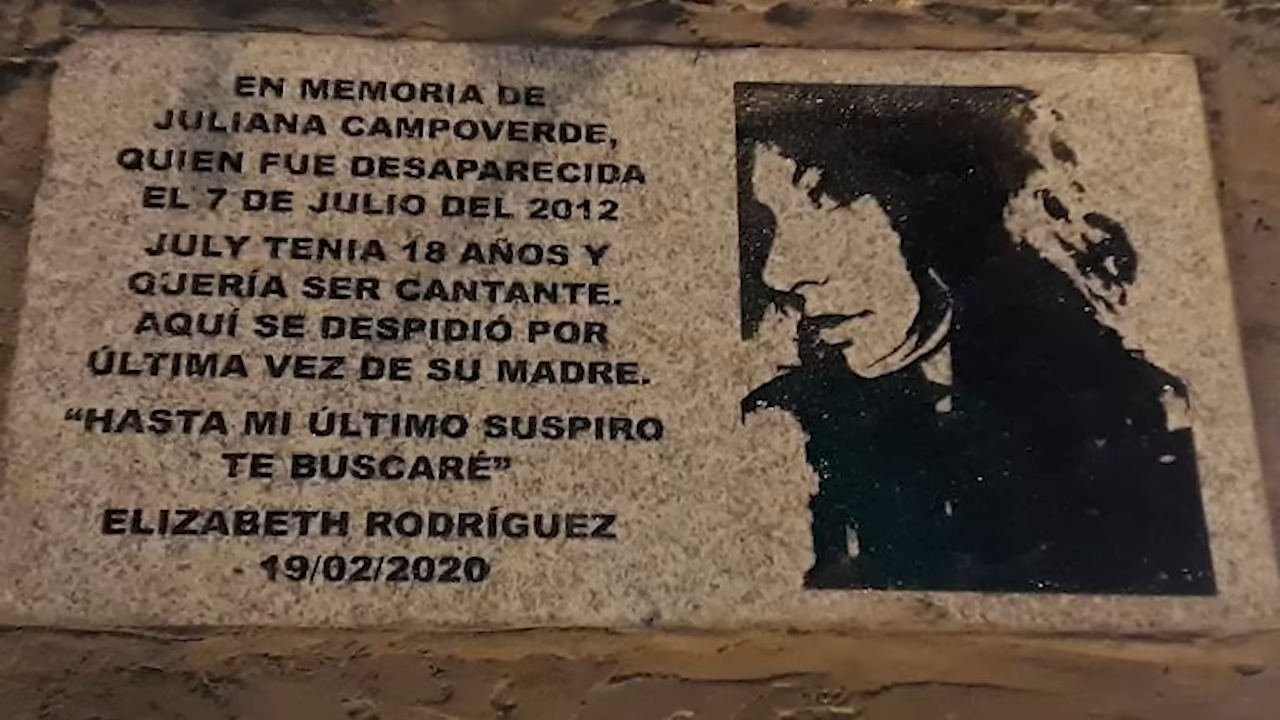 EN MEMORIA DE
JULIANA CAMPOVERDE,
QUIEN FUE DESAPARECIDA
EL 7 DE JULIO DEL 2012
JULY TENIA 18 AÑOS Y
QUERÍA SER CANTANTE.
AQUÍ SE DESPIDIÓ POR
ÚLTIMA VEZ DE SU MADRE.
“HASTA MI ÚLTIMO SUSPIRO
TE BUSCARÉ”
ELIZABETH RODRÍGUEZ
19/02/2020